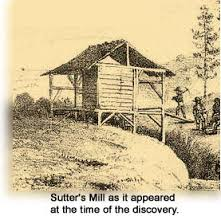 Sutter's Mill as it appeared
at the time of the discovery.